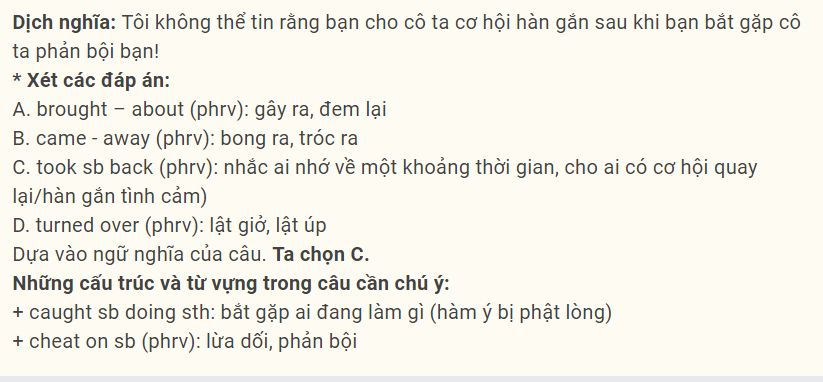 Dịch nghĩa: Tôi không thể tin rằng bạn cho cô ta cơ hội hàn gắn sau khi bạn bắt gặp cô
ta phản bội bạn!
* Xét các đáp án:
A. brought – about (phrv): gây ra, đem lại
B. came - away (phrv): bong ra, tróc ra
C. took sb back (phrv): nhắc ai nhớ về một khoảng thời gian, cho ai có cơ hội quay
lại/hàn gắn tình cảm)
D. turned over (phrv): lật giở, lật úp
Dựa vào ngữ nghĩa của câu. Ta chọn C.
Những cấu trúc và từ vựng trong câu cần chú ý:
+ caught sb doing sth: bắt gặp ai đang làm gì (hàm ý bị phật lòng)
+ cheat on sb (phrv): lừa dối, phản bội